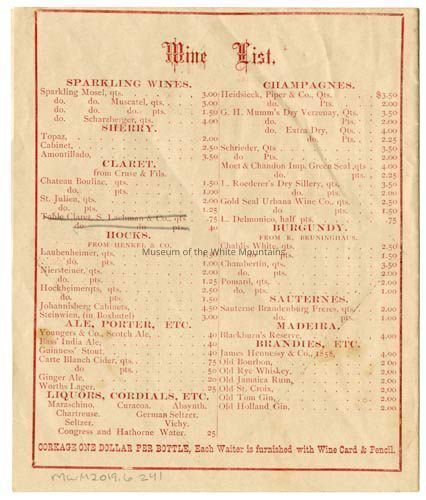 Wine List.
SPARKLING WINES.
Sparkling Mosel, qts. 3.00
do. do. Muscatel, qts. 3.00
do. do. do. pts. 1.50
do. Scharzberger, qts. 4.00
SHERRY.
Topaz, 2.00
Cabinet, 2.50
Amontillado, 3.50
CLARET.
from Cruse & Fils.
Chateau Bouliac, qts. 1.50
do. pts. 1.00
St. Julien, qts. 2.00
do. pts. 1.25
Table Claret, S. Lachman & Co., qts .75
do. do. pts. 40
HOCKS.
FROM HENKEL & CO.
Laubenheimer, qts. 1.50
do. pts. 1.00
Niersteiner, qts. 2.00
do. pts. 1.25
Hockheimer qts. 2.50
do. pts. 1.50
Johannisberg Cabinet, 4.50
Steinwein, (in Boxbutel) 3.00
ALE, PORTER, ETC.
Youngers & Co., Scotch Ale, 40
Bass' India Ale, 40
Guinness' Stout, 40
Carte Blanch Cider, qts. 75
do. pts. 50
Ginger Ale, 20
Worths Lager, 25
LIQUORS, CORDIALS, ETC.
Maraschino. Curacoa. Absynth.
Chartreuse. German Seltzer.
Seltzer. Vichy.
Congress and Hathorne Water. 25
CHAMPAGNES.
Heidsieck, Piper & Co., Qts. $3.50
do. Pts. 2.00
G. H. Mumm's Dry Verzenay, Qts. 3.50
do. Pts. 2.00
do. Extra Dry, Qts. 4.00
do. Pts. 2.25
Schrieder, Qts 3.50
do. Pts 2.00
Moet & Chandon Imp. Green Seal, qts 4.00
do. pts. 2.25
L. Roederer's Dry Sillery, qts. 3.50
do. pts. 2.00
Gold Seal Urbana Wine Co., qts. 2.50
do. pts. 1.50
L. Delmonico, half pts. .75
BURGUNDY.
FROM R. BRUNINGHAUS.
Chablis White, qts. 2.50
do. pts. 1.50
Chambertin, qts. 3.50
do. pts. 2.00
Pomard, qts. 2.00
do. pts. 1.00
SAUTERNES.
Sauterne Brandenburg Freres, qts. 2.00
do. pts. 1.00
MADEIRA.
Blackburn's Reserve, 4.00
BRANDIES, ETC.
James Hennessy & Co., 1858, 4.00
Old Bourbon, 2.00
Old Rye Whiskey, 2.00
Old Jamaica Rum, 2.00
Old St. Croix, 2.00
Old Tom Gin, 2.00
Old Holland Gin, 2.00
CORKAGE ONE DOLLAR PER BOTTLE, Each Waiter is furnished with Wine Card & Pencil.
Museum of the White Mountains
MWM2019.6.241